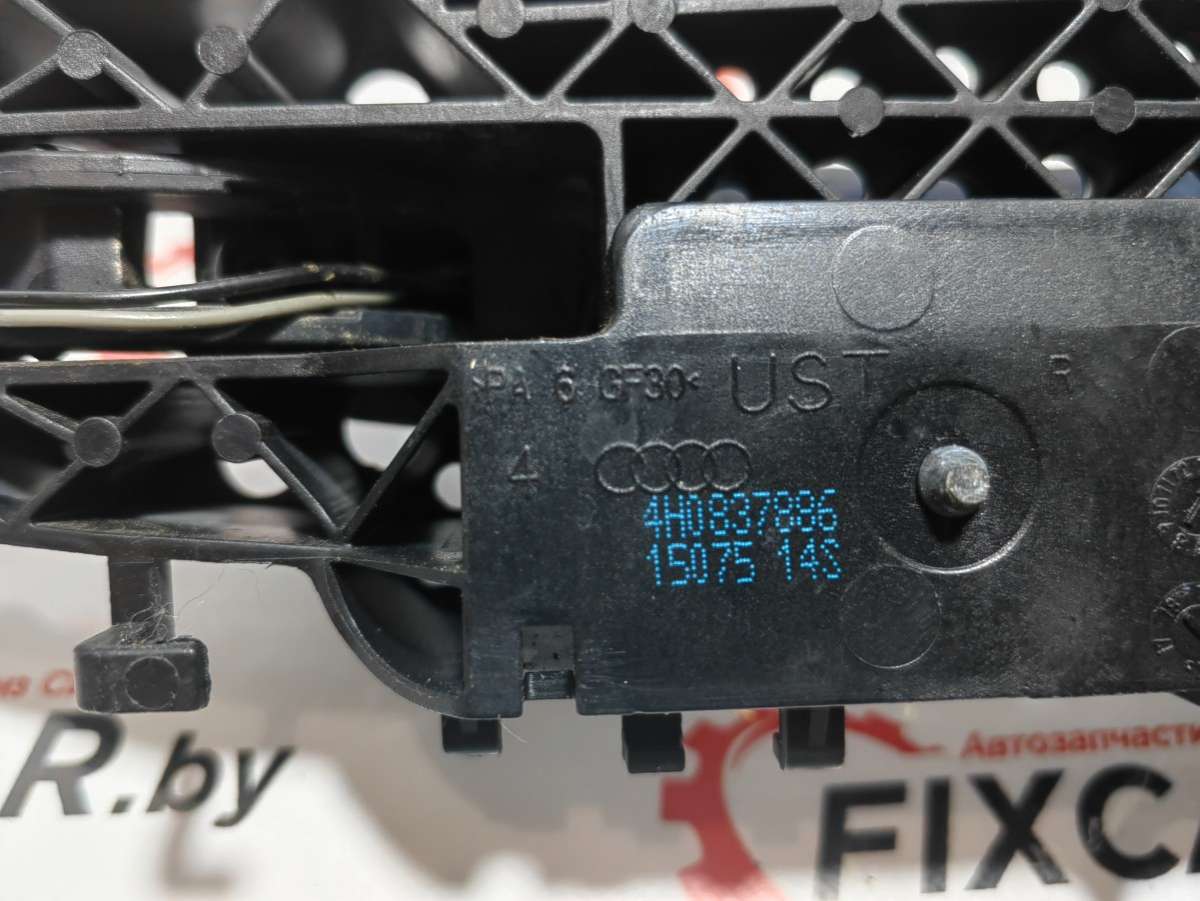 >PA 6 GF30< UST R
4
4H0837886
15075 14S
R.by
Автозапчасти
FIXC